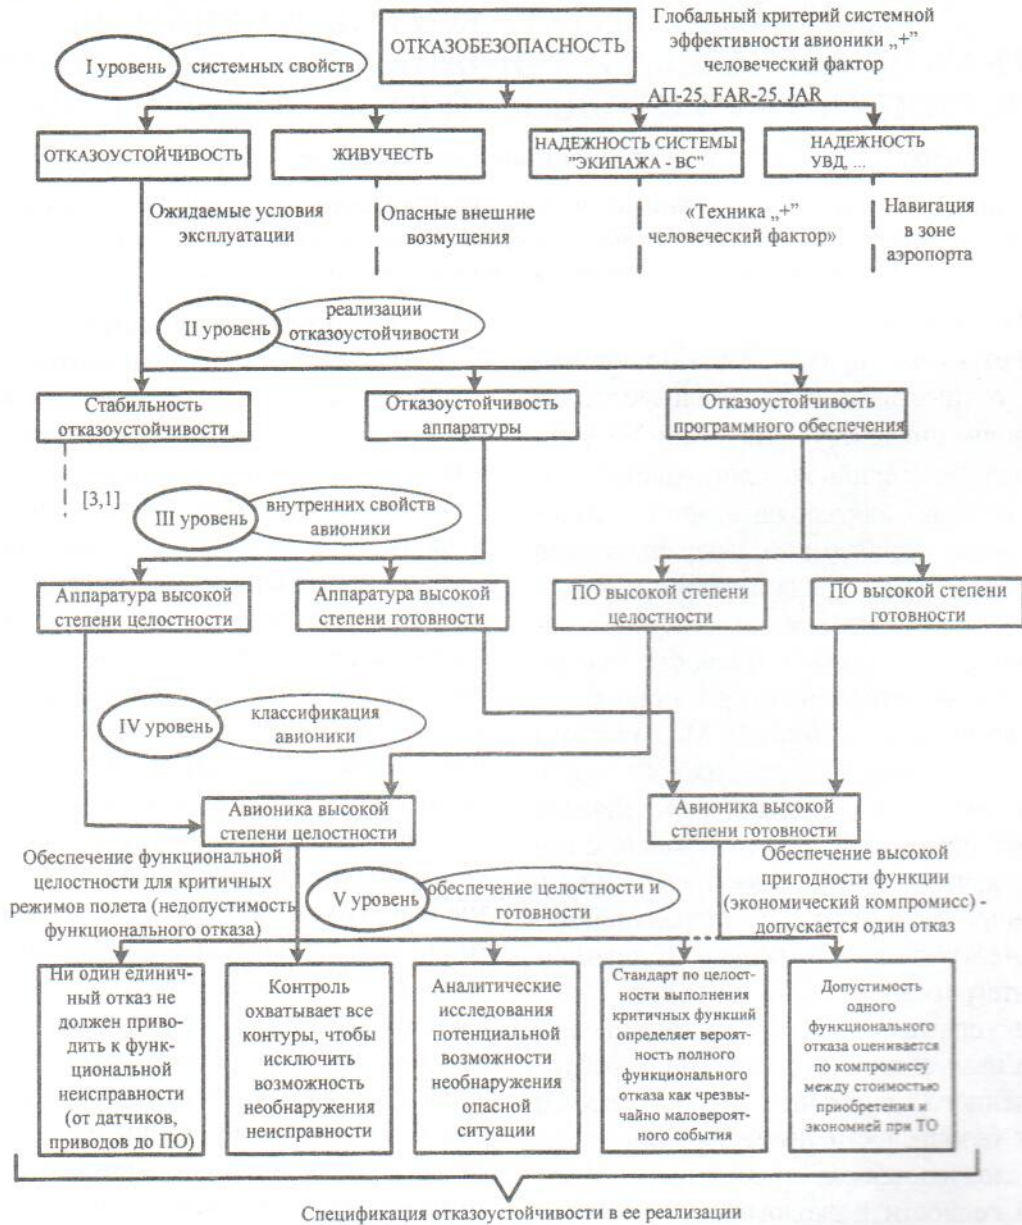 ОТКАЗОБЕЗОПАСНОСТЬ
Глобальный критерий системной
эффективности авионики „+”
человеческий фактор
I уровень
системных свойств
АП-25, FAR-25, JAR
ОТКАЗОУСТОЙЧИВОСТЬ
ЖИВУЧЕСТЬ
НАДЕЖНОСТЬ СИСТЕМЫ
"ЭКИПАЖА - ВС"
НАДЕЖНОСТЬ
УВД, ...
Ожидаемые условия
эксплуатации
Опасные внешние
возмущения
«Техника „+”
человеческий фактор»
Навигация
в зоне
аэропорта
II уровень
реализации
отказоустойчивости
Стабильность
отказоустойчивости
Отказоустойчивость
аппаратуры
Отказоустойчивость
программного обеспечения
[3,1]
III уровень
внутренних свойств
авионики
Аппаратура высокой
степени целостности
Аппаратура высокой
степени готовности
ПО высокой степени
целостности
ПО высокой степени
готовности
IV уровень
классификация
авионики
Авионика высокой
степени целостности
Авионика высокой
степени готовности
Обеспечение функциональной
целостности для критичных
режимов полета (недопустимость
функционального отказа)
V уровень
обеспечение целостности и
готовности
Обеспечение высокой
пригодности функции
(экономический компромисс) -
допускается один отказ
Ни один единич-
ный отказ не
должен приво-
дить к функ-
циональной
неисправности
(от датчиков,
приводов до ПО)
Контроль
охватывает все
контуры, чтобы
исключить
возможность
необнаружения
неисправности
Аналитические
исследования
потенциальной
возможности
необнаружения
опасной
ситуации
Стандарт по целост-
ности выполнения
критичных функций
определяет вероят-
ность полного
функционального
отказа как чрезвы-
чайно маловероят-
ного события
Допустимость
одного
функционального
отказа оценивается
по компромиссу
между стоимостью
приобретения и
экономией при ТО
Спецификация отказоустойчивости в ее реализации